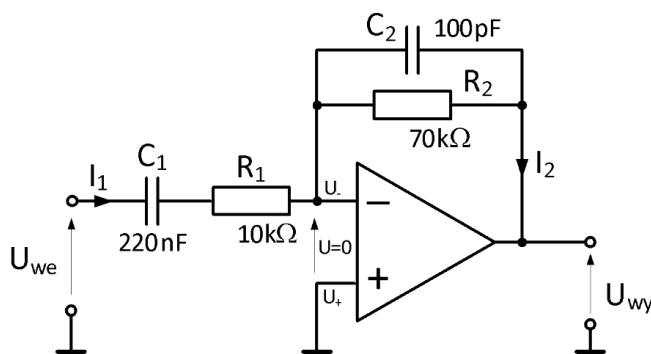 C₂
100pF
R₂
70kΩ
I₂
C₁
I₁
R₁
U₋
220nF
10kΩ
U=0
U₊
−
+
Uwe
Uwy